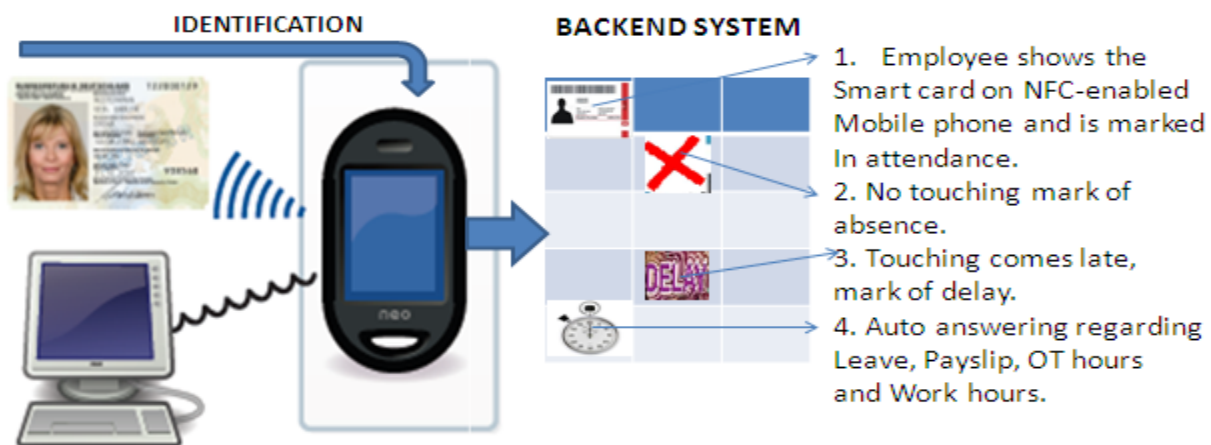 IDENTIFICATION
BACKEND SYSTEM
1. Employee shows the
Smart card on NFC-enabled
Mobile phone and is marked
In attendance.
2. No touching mark of
absence.
3. Touching comes late,
mark of delay.
4. Auto answering regarding
Leave, Payslip, OT hours
and Work hours.
DELAY
neo